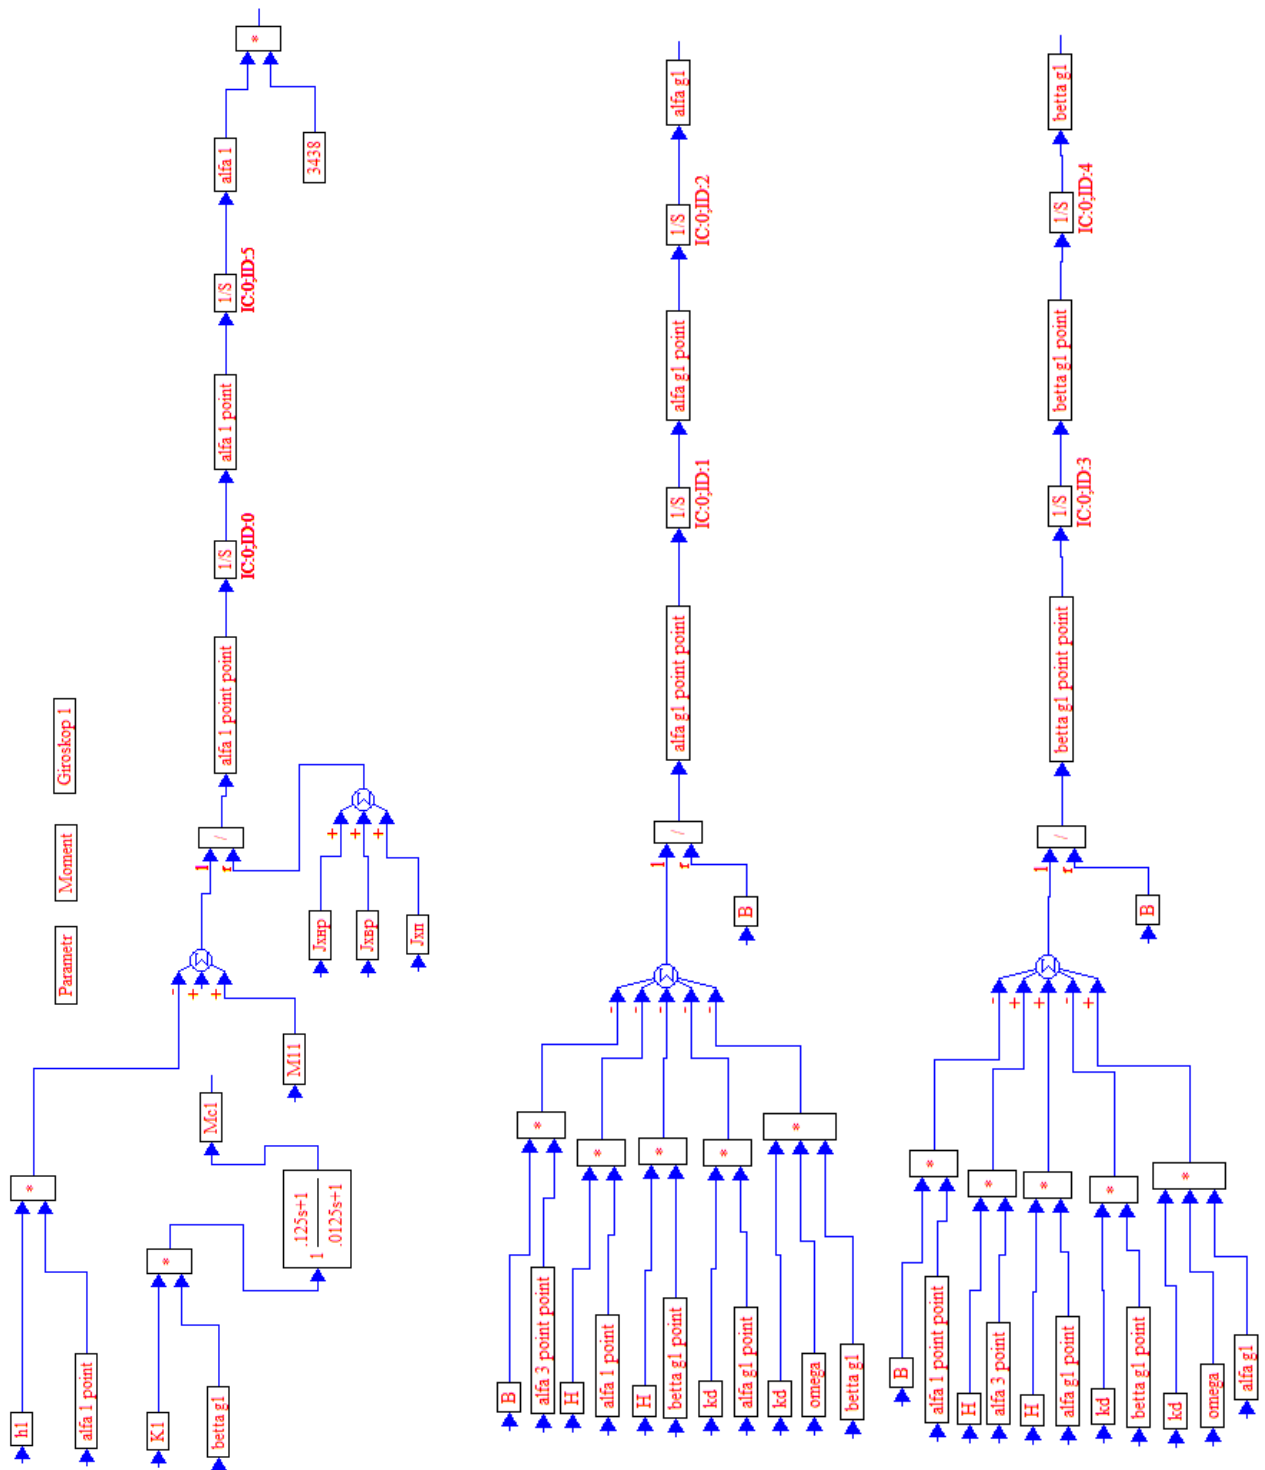 Parametr
Moment
Giroskop 1
h1
alfa 1 point
*
K1
betta g1
*
1
.125s+1
.0125s+1
Mc1
M11
-
+
+
Σ
l
r
/
Jхнр
Jхвр
Jхп
+
+
+
Σ
alfa 1 point point
1/S
IC:0;ID:0
alfa 1 point
1/S
IC:0;ID:5
alfa 1
3438
*
B
alfa 3 point point
*
H
alfa 1 point
*
H
betta g1 point
*
kd
alfa g1 point
*
kd
omega
betta g1
*
-
-
-
-
-
Σ
l
r
/
B
alfa g1 point point
1/S
IC:0;ID:1
alfa g1 point
1/S
IC:0;ID:2
alfa g1
B
alfa 1 point point
*
H
alfa 3 point
*
H
alfa g1 point
*
kd
betta g1 point
*
kd
omega
alfa g1
*
-
+
+
-
+
Σ
l
r
/
B
betta g1 point point
1/S
IC:0;ID:3
betta g1 point
1/S
IC:0;ID:4
betta g1